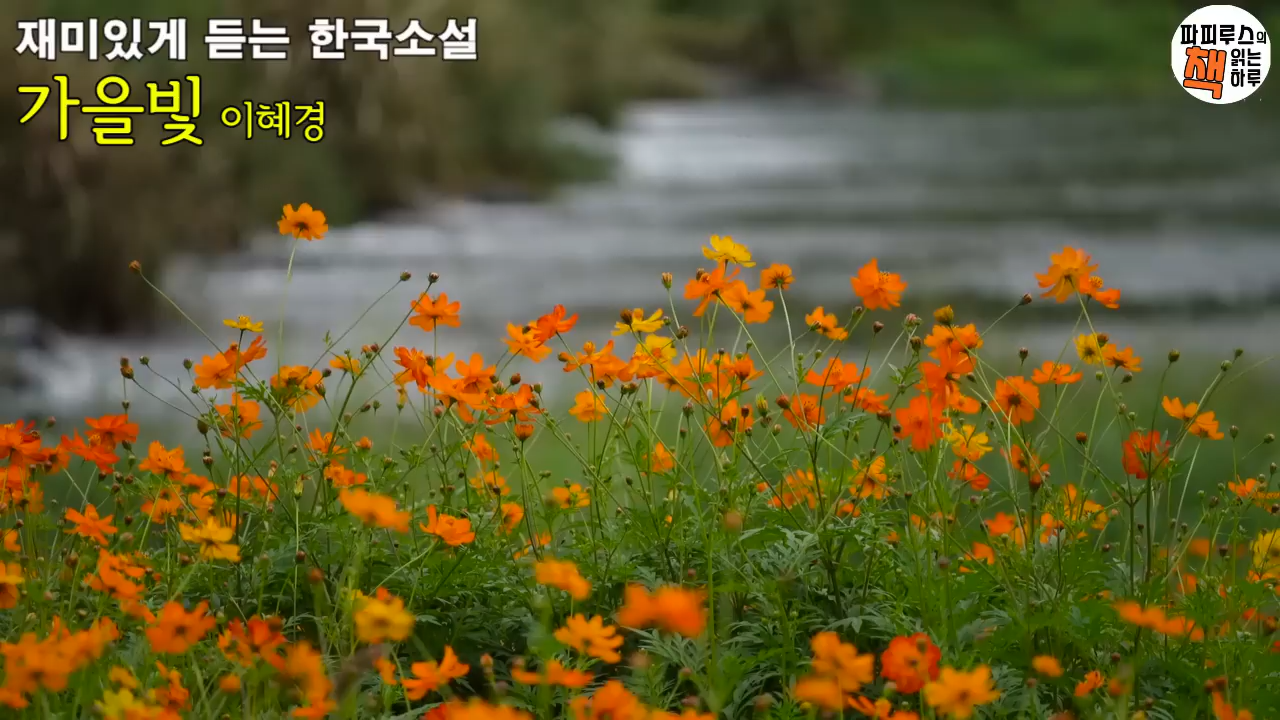 재미있게 듣는 한국소설
가을빛 이혜경
파피루스의
책 읽는
하루